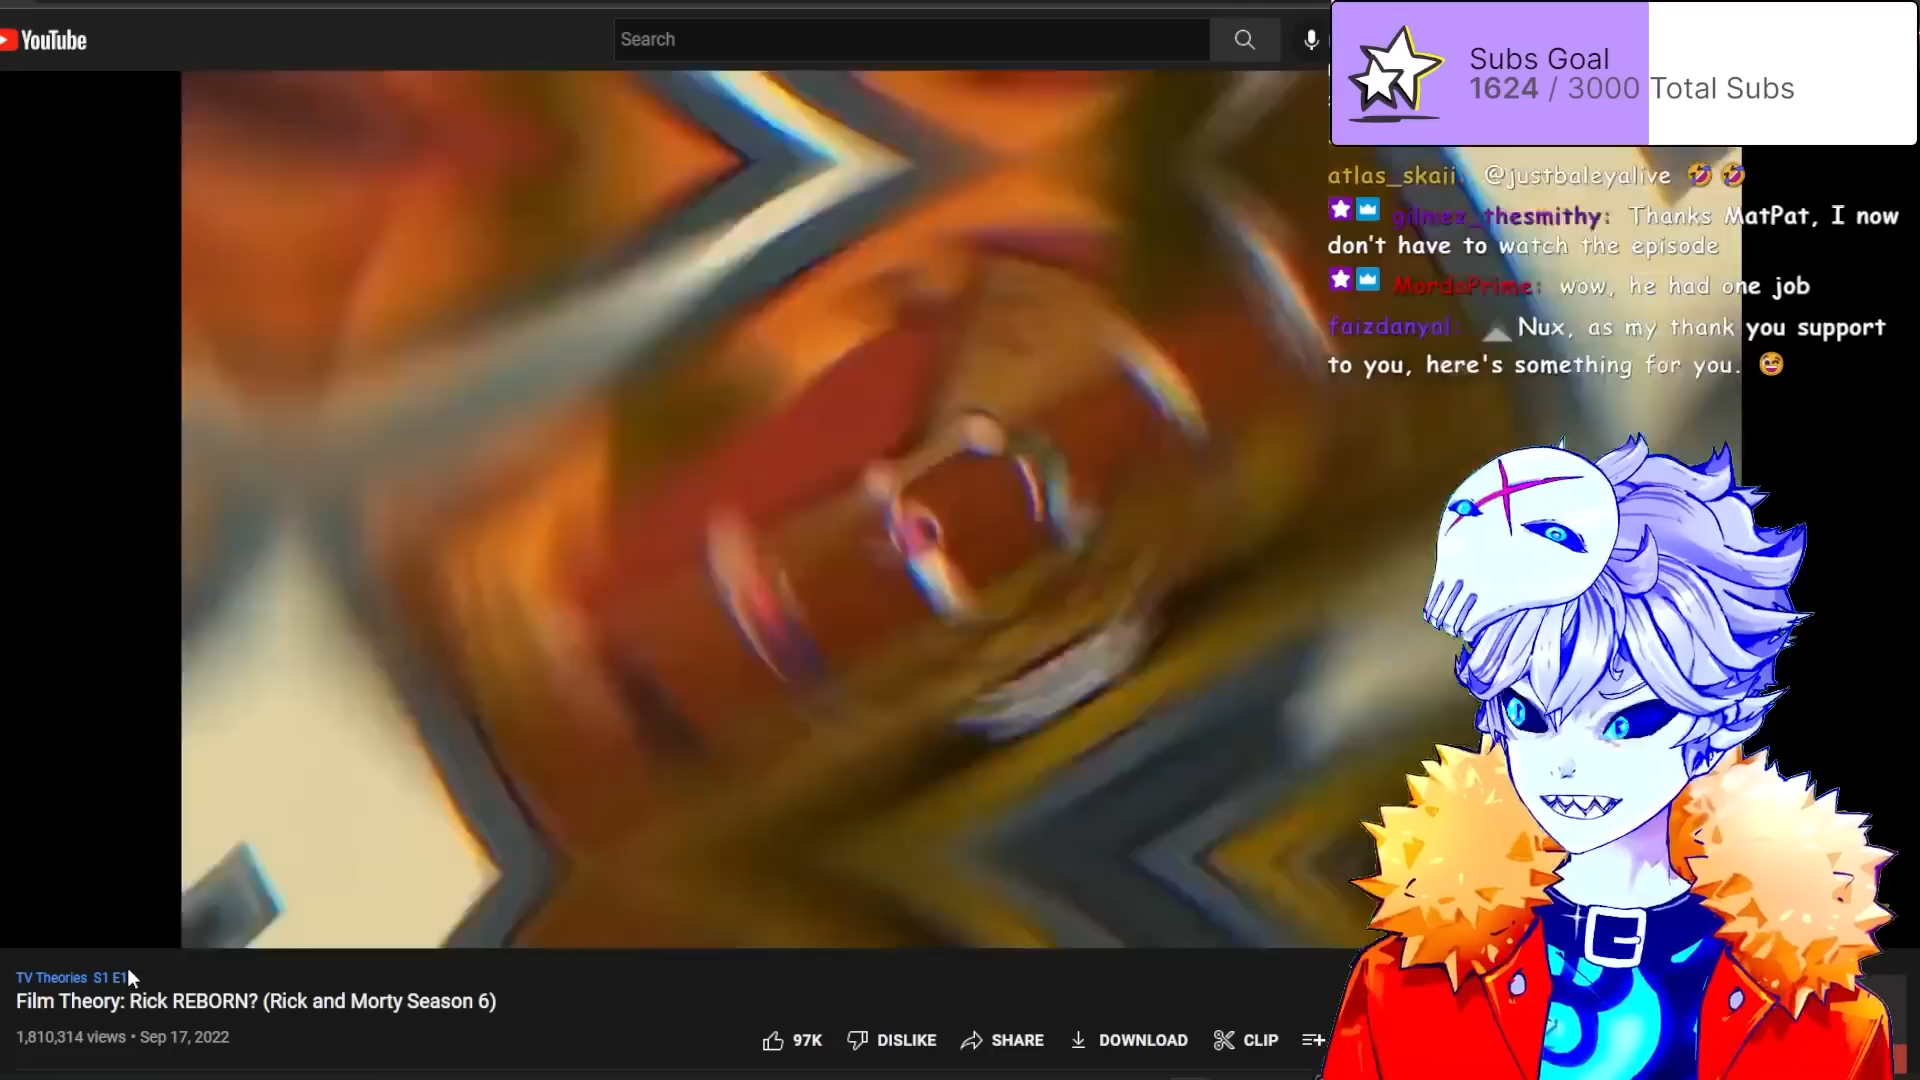 YouTube
Search
Subs Goal
1624 / 3000 Total Subs
atlas_skaii: @justbaleyalive 🤣 🤣
gilmez_thesmithy: Thanks MatPat, I now
don't have to watch the episode
MordsPrime: wow, he had one job
faizdanyal: Nux, as my thank you support
to you, here's something for you. 😄
TV Theories S1 E1
Film Theory: Rick REBORN? (Rick and Morty Season 6)
1,810,314 views • Sep 17, 2022
97K
DISLIKE
SHARE
DOWNLOAD
CLIP